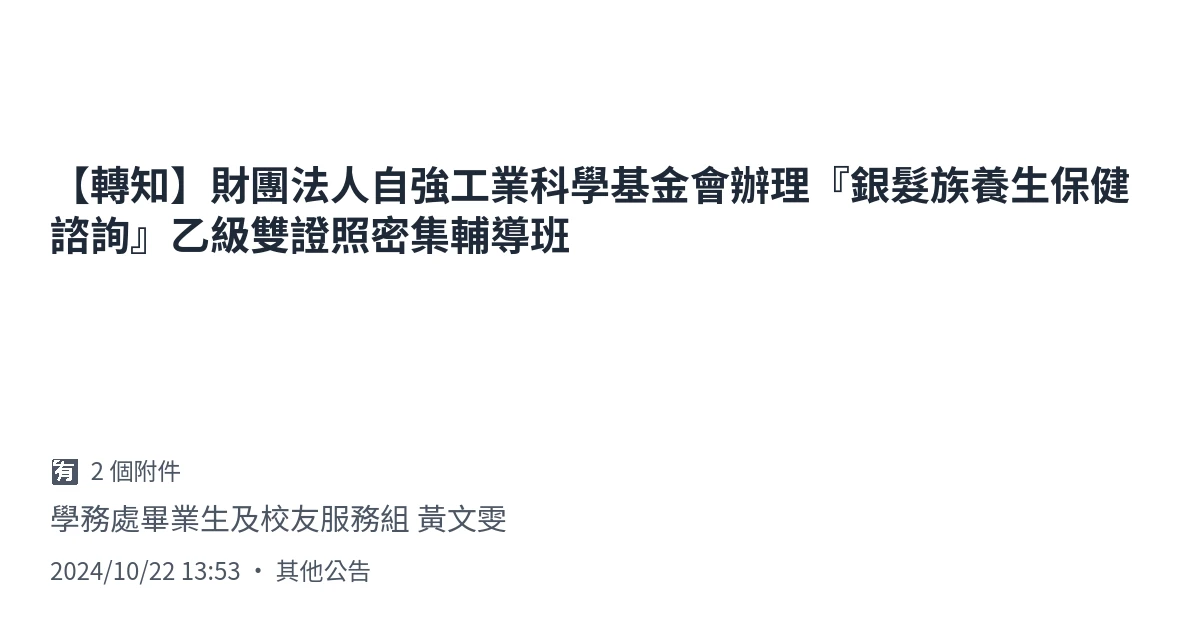 【轉知】財團法人自強工業科學基金會辦理『銀髮族養生保健
諮詢』乙級雙證照密集輔導班
有 2 個附件
學務處畢業生及校友服務組 黃文雯
2024/10/22 13:53 • 其他公告